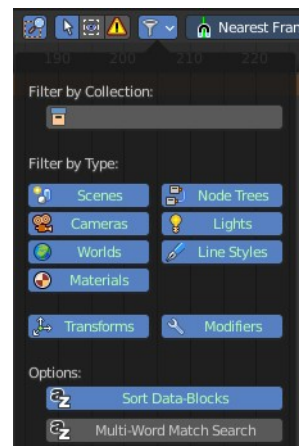 Nearest Fran
190 200 210 220
Filter by Collection:
Filter by Type:
Scenes Node Trees
Cameras Lights
Worlds Line Styles
Materials
Transforms Modifiers
Options:
Sort Data-Blocks
Multi-Word Match Search